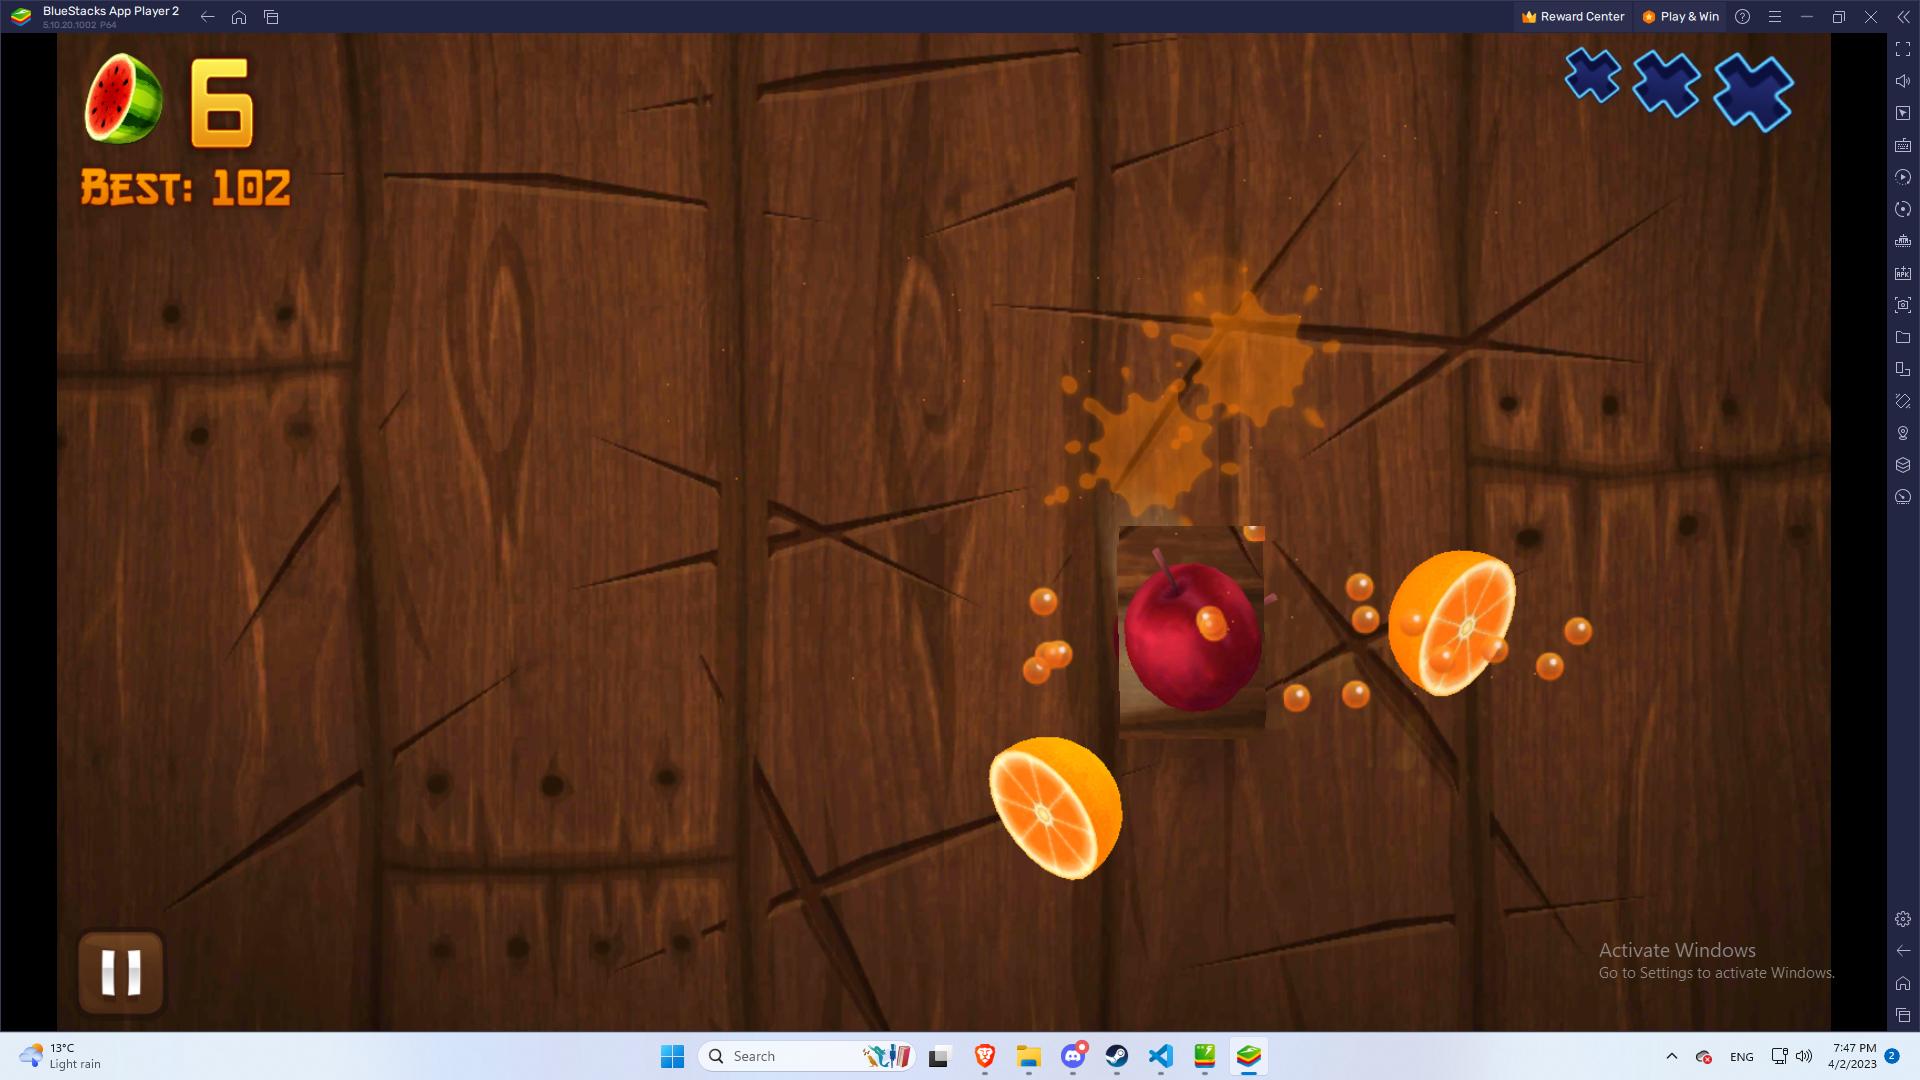 BlueStacks App Player 2
5.10.20.1002 P64
Reward Center
Play & Win
6
BEST: 102
Activate Windows
Go to Settings to activate Windows.
13°C
Light rain
Search
ENG
7:47 PM
4/2/2023
2